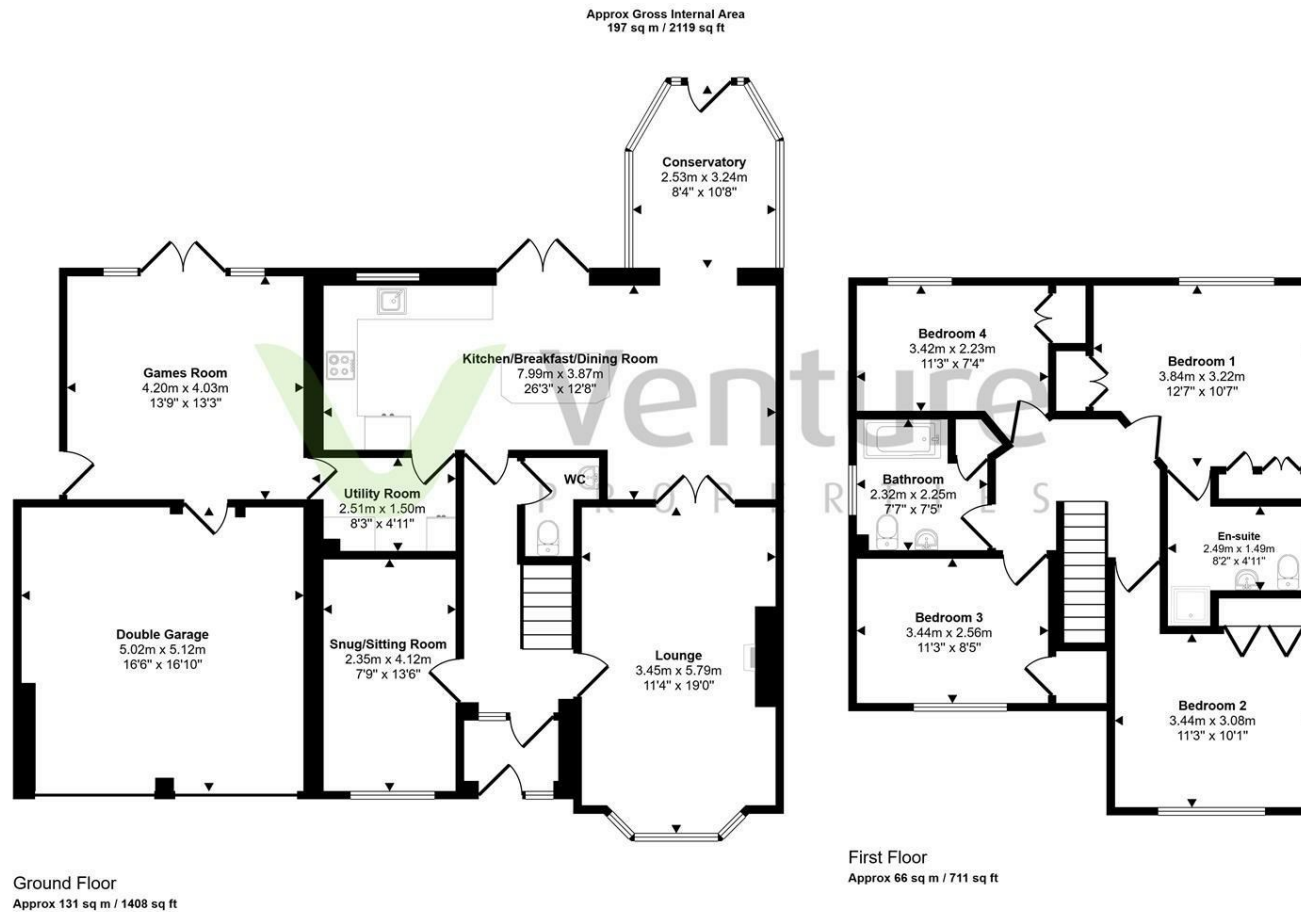 Approx Gross Internal Area
197 sq m / 2119 sq ft
Conservatory
2.53m x 3.24m
8'4" x 10'8"
Games Room
4.20m x 4.03m
13'9" x 13'3"
Kitchen/Breakfast/Dining Room
7.99m x 3.87m
26'3" x 12'8"
Venture
PROPERTIES
Utility Room
2.51m x 1.50m
8'3" x 4'11"
WC
Double Garage
5.02m x 5.12m
16'6" x 16'10"
Snug/Sitting Room
2.35m x 4.12m
7'9" x 13'6"
Lounge
3.45m x 5.79m
11'4" x 19'0"
Ground Floor
Approx 131 sq m / 1408 sq ft
Bedroom 4
3.42m x 2.23m
11'3" x 7'4"
Bedroom 1
3.84m x 3.22m
12'7" x 10'7"
Bathroom
2.32m x 2.25m
7'7" x 7'5"
En-suite
2.49m x 1.49m
8'2" x 4'11"
Bedroom 3
3.44m x 2.56m
11'3" x 8'5"
Bedroom 2
3.44m x 3.08m
11'3" x 10'1"
First Floor
Approx 66 sq m / 711 sq ft